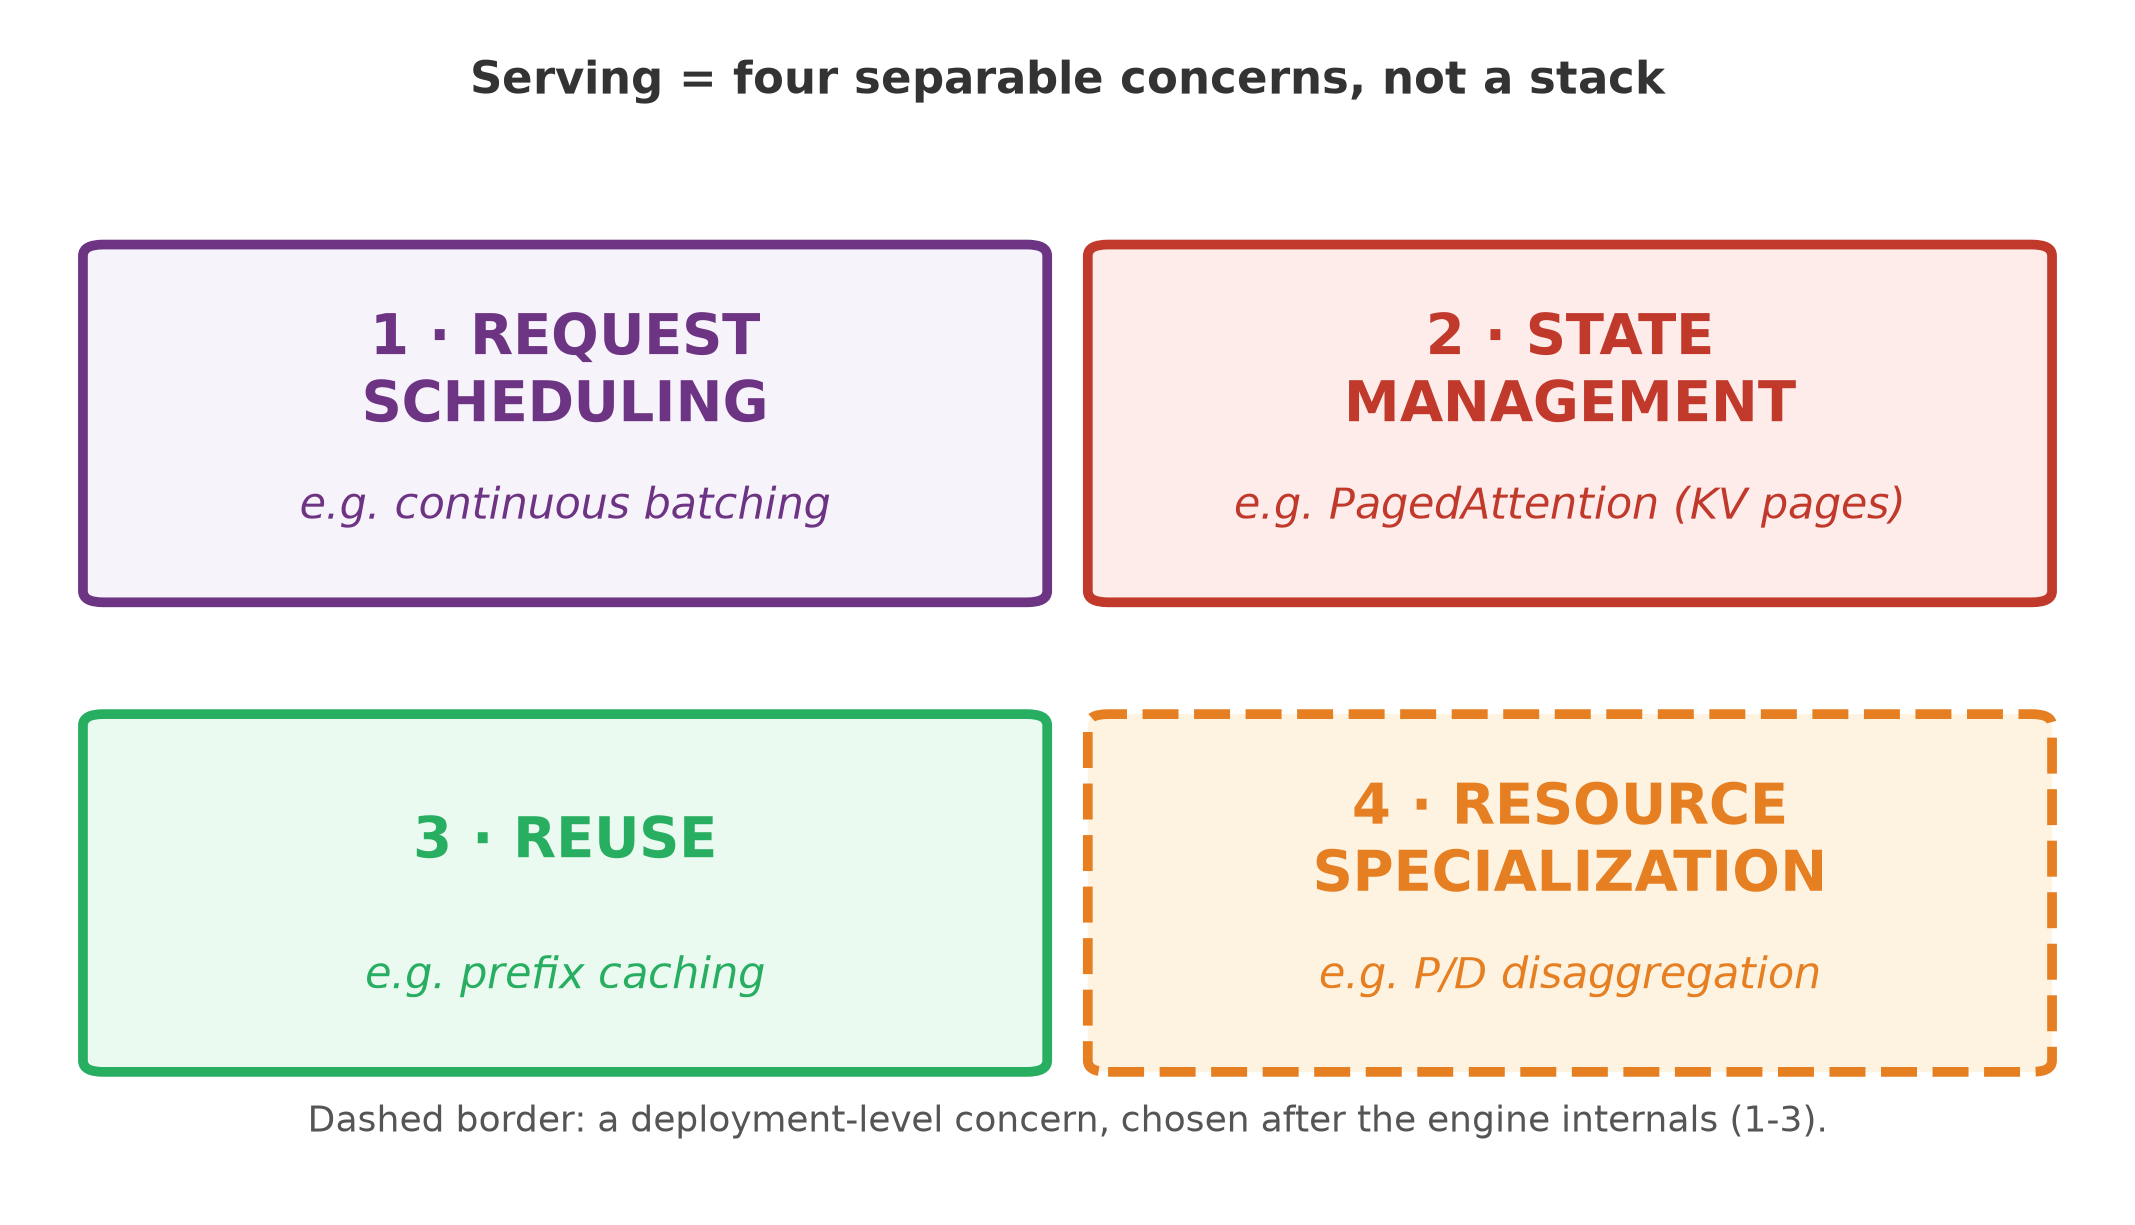 Serving = four separable concerns, not a stack
1 · REQUEST
SCHEDULING
e.g. continuous batching
2 · STATE
MANAGEMENT
e.g. PagedAttention (KV pages)
3 · REUSE
e.g. prefix caching
4 · RESOURCE
SPECIALIZATION
e.g. P/D disaggregation
Dashed border: a deployment-level concern, chosen after the engine internals (1-3).